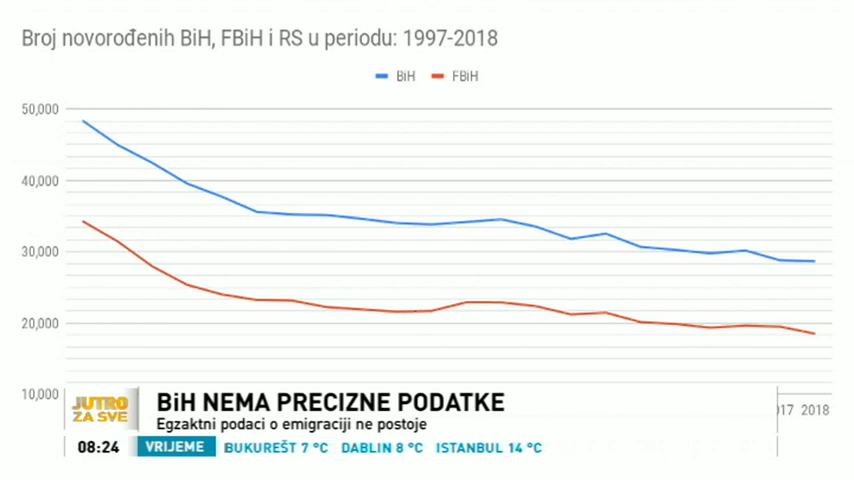 Broj novorođenih BiH, FBiH i RS u periodu: 1997-2018
BiH FBiH
50,000
40,000
30,000
20,000
10,000
JUTRO
ZA SVE
BiH NEMA PRECIZNE PODATKE
Egzaktni podaci o emigraciji ne postoje
017 2018
08:24 VRIJEME BUKUREŠT 7 °C DABLIN 8 °C ISTANBUL 14 °C